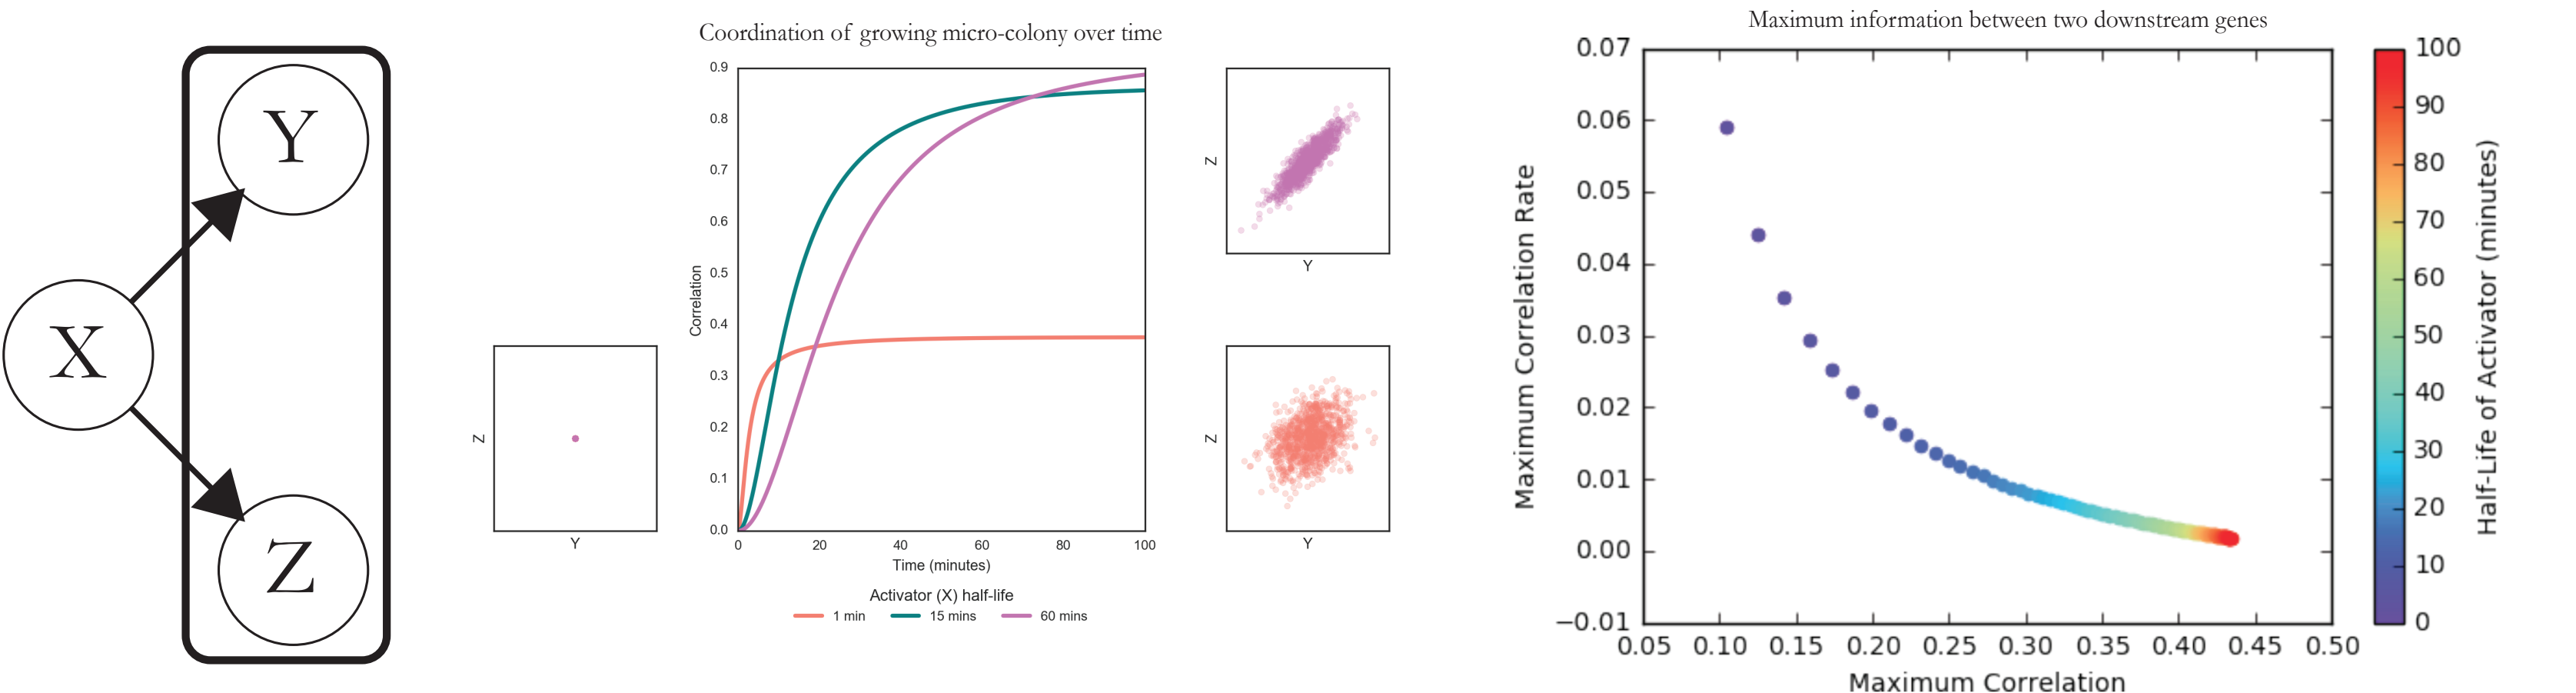 Y
X
Z
Z
Y
Coordination of growing micro-colony over time
Correlation
0.9
0.8
0.7
0.6
0.5
0.4
0.3
0.2
0.1
0.0
0 20 40 60 80 100
Time (minutes)
Activator (X) half-life
1 min 15 mins 60 mins
Z
Y
Z
Y
Maximum information between two downstream genes
Maximum Correlation Rate
0.07
0.06
0.05
0.04
0.03
0.02
0.01
0.00
−0.01
0.05 0.10 0.15 0.20 0.25 0.30 0.35 0.40 0.45 0.50
Maximum Correlation
100
90
80
70
60
50
40
30
20
10
0
Half-Life of Activator (minutes)